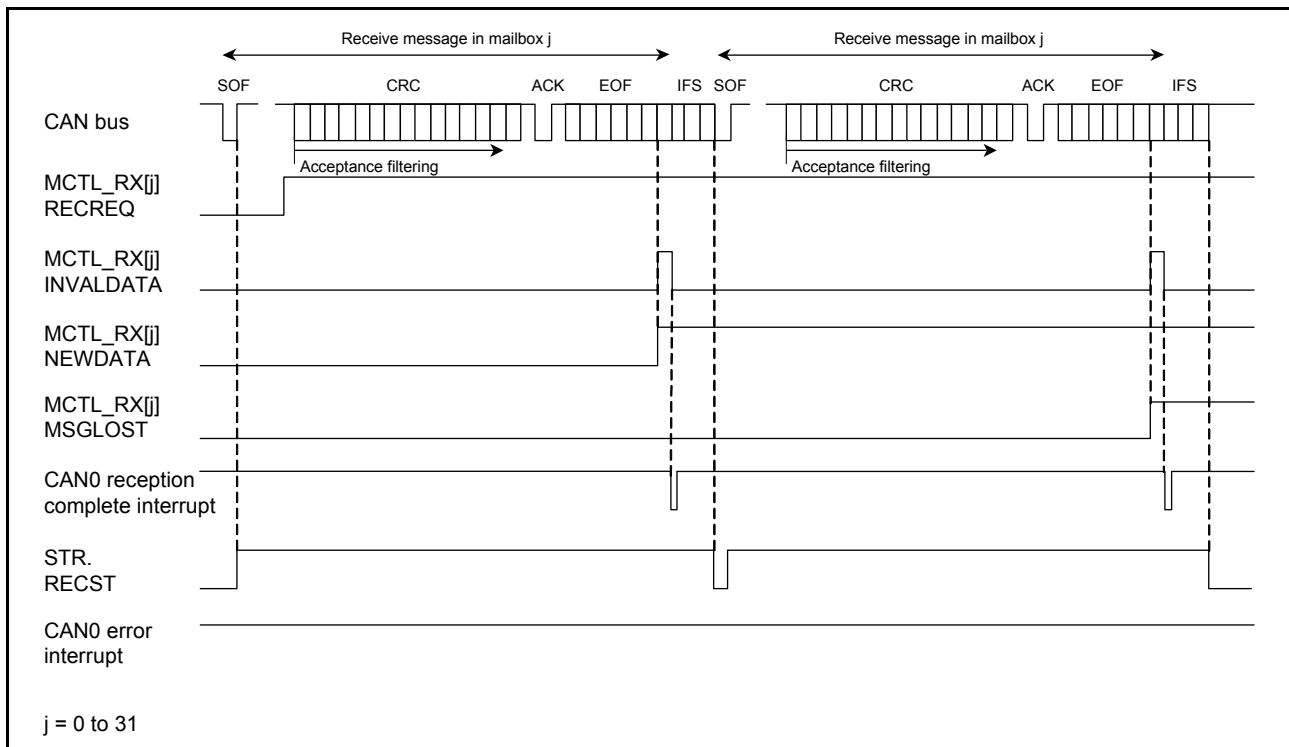 Receive message in mailbox j Receive message in mailbox j
SOF CRC ACK EOF IFS SOF CRC ACK EOF IFS
CAN bus
Acceptance filtering Acceptance filtering
MCTL_RX[j]
RECREQ
MCTL_RX[j]
INVALDATA
MCTL_RX[j]
NEWDATA
MCTL_RX[j]
MSGLOST
CAN0 reception
complete interrupt
STR.
RECST
CAN0 error
interrupt
j = 0 to 31